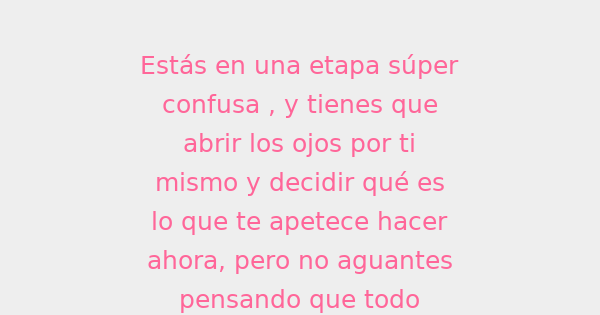 Estás en una etapa súper
confusa , y tienes que
abrir los ojos por ti
mismo y decidir qué es
lo que te apetece hacer
ahora, pero no aguantes
pensando que todo